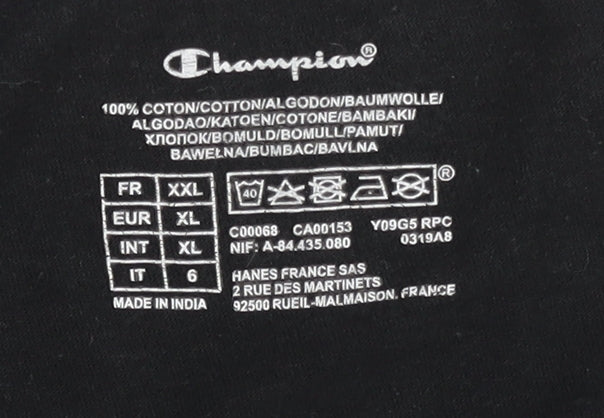 Champion®
100% COTON/COTTON/ALGODON/BAUMWOLLE/
ALGODAO/KATOEN/COTONE/BAMBAKI/
ХЛОПОК/BOMULD/BOMULL/PAMUT/
BAWEŁNA/BUMBAC/BAVLNA
FR XXL
EUR XL
INT XL
IT 6
MADE IN INDIA
40 ®
C00068 CA00153 Y09G5 RPC
NIF: A-84.435.080 0319A8
HANES FRANCE SAS
2 RUE DES MARTINETS
92500 RUEIL-MALMAISON. FRANCE